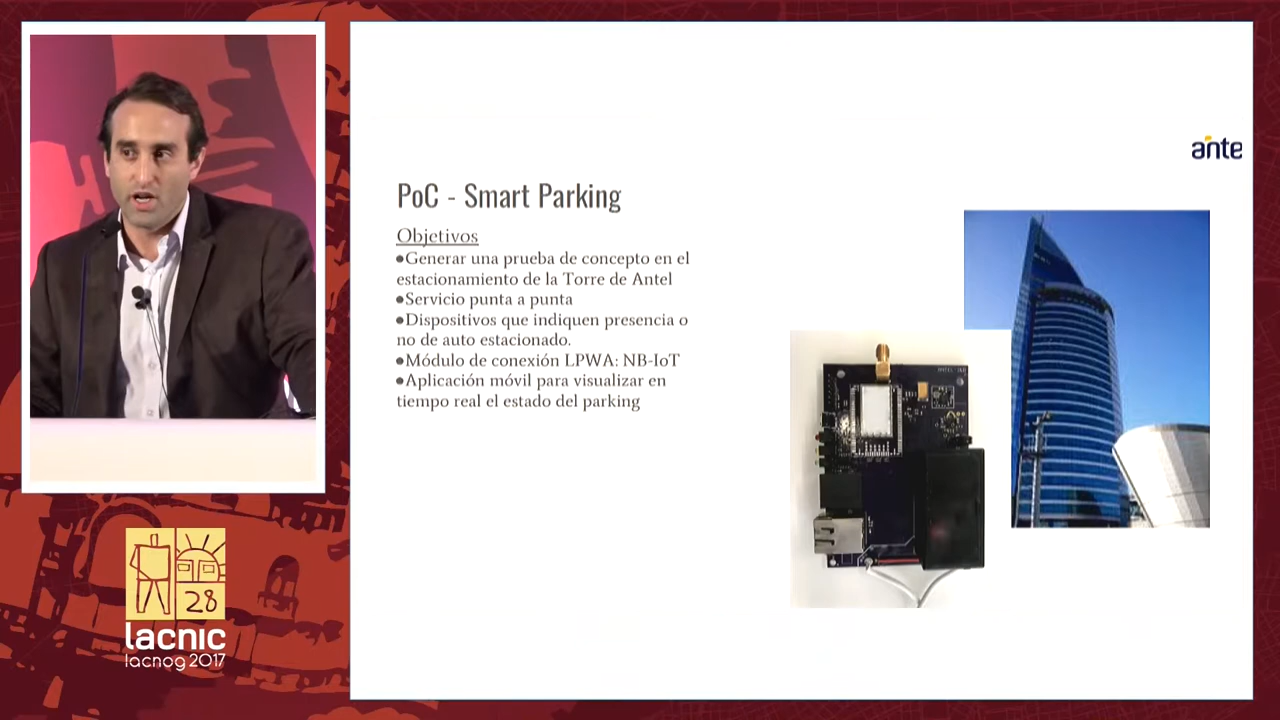 ante
PoC - Smart Parking
Objetivos
●Generar una prueba de concepto en el
estacionamiento de la Torre de Antel
●Servicio punta a punta
●Dispositivos que indiquen presencia o
no de auto estacionado.
●Módulo de conexión LPWA: NB-IoT
●Aplicación móvil para visualizar en
tiempo real el estado del parking
28
lacnic
lacnog 2017